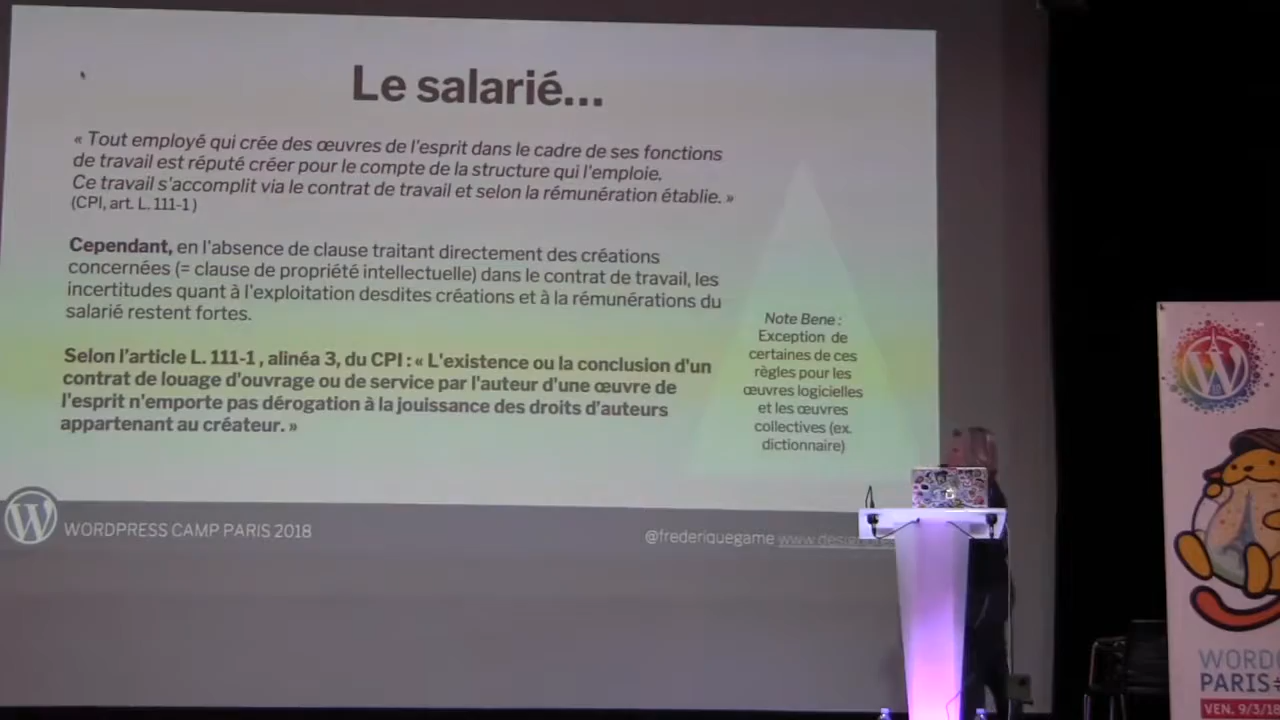 Le salarié...
« Tout employé qui crée des œuvres de l'esprit dans le cadre de ses fonctions
de travail est réputé créer pour le compte de la structure qui l'emploie.
Ce travail s'accomplit via le contrat de travail et selon la rémunération établie. »
(CPI, art. L. 111-1 )
Cependant, en l'absence de clause traitant directement des créations
concernées (= clause de propriété intellectuelle) dans le contrat de travail, les
incertitudes quant à l'exploitation desdites créations et à la rémunérations du
salarié restent fortes.
Selon l'article L. 111-1 , alinéa 3, du CPI : « L'existence ou la conclusion d'un
contrat de louage d'ouvrage ou de service par l'auteur d'une œuvre de
l'esprit n'emporte pas dérogation à la jouissance des droits d'auteurs
appartenant au créateur. »
Note Bene :
Exception de
certaines de ces
règles pour les
œuvres logicielles
et les œuvres
collectives (ex.
dictionnaire)
WORDPRESS CAMP PARIS 2018
@frederiquegame www.design
WORD
PARIS
VEN. 9/3/18